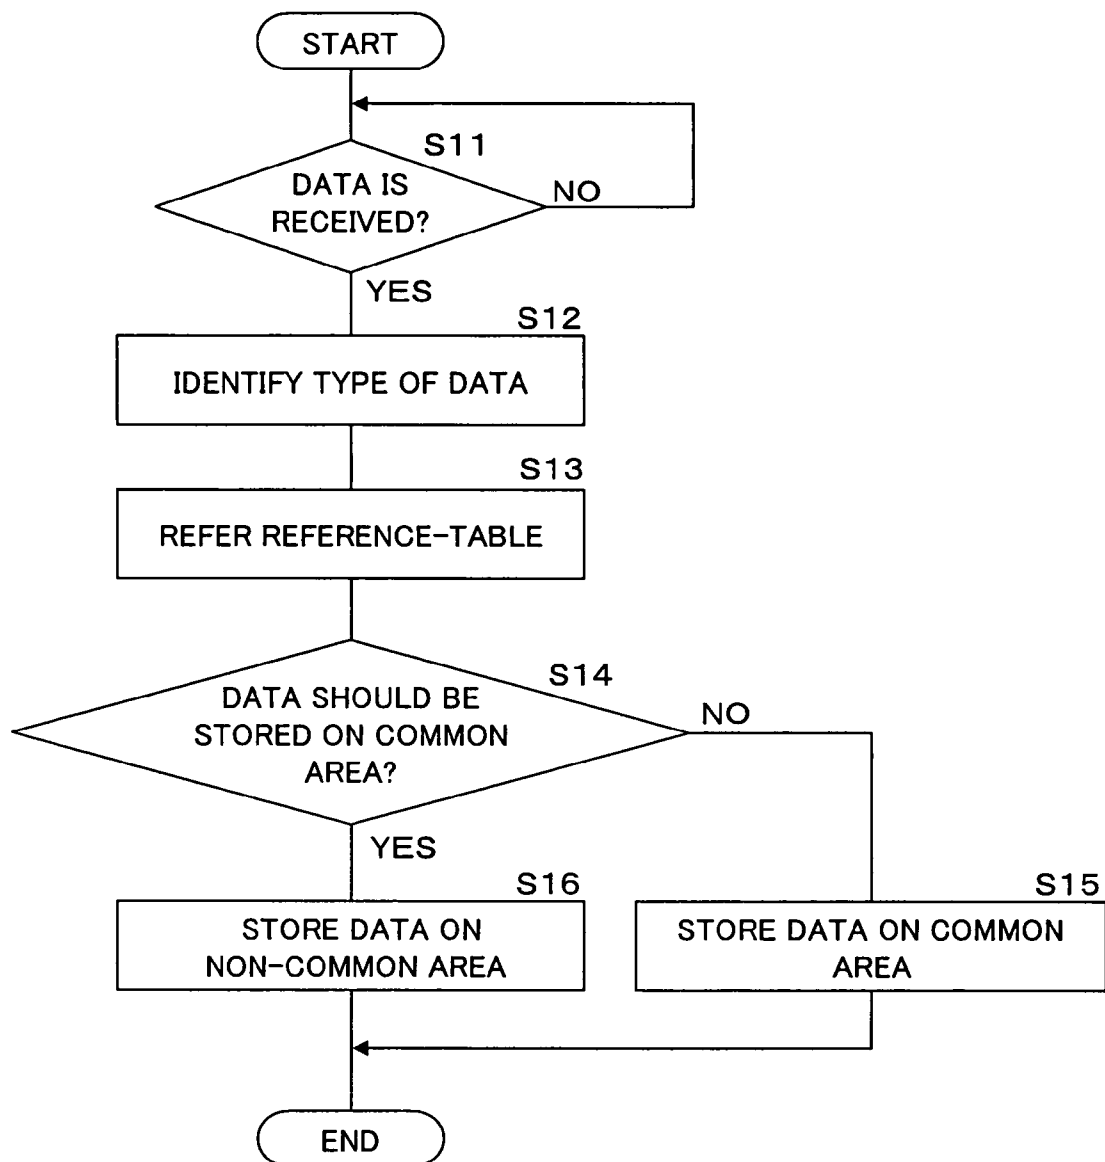 START
S11
DATA IS
RECEIVED?
NO
YES
S12
IDENTIFY TYPE OF DATA
S13
REFER REFERENCE-TABLE
S14
DATA SHOULD BE
STORED ON COMMON
AREA?
NO
YES
S16
STORE DATA ON
NON-COMMON AREA
S15
STORE DATA ON COMMON
AREA
END